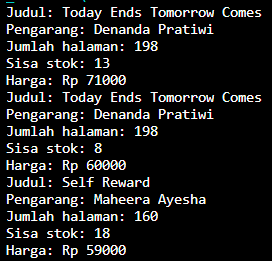 Judul: Today Ends Tomorrow Comes
Pengarang: Denanda Pratiwi
Jumlah halaman: 198
Sisa stok: 13
Harga: Rp 71000
Judul: Today Ends Tomorrow Comes
Pengarang: Denanda Pratiwi
Jumlah halaman: 198
Sisa stok: 8
Harga: Rp 60000
Judul: Self Reward
Pengarang: Maheera Ayesha
Jumlah halaman: 160
Sisa stok: 18
Harga: Rp 59000